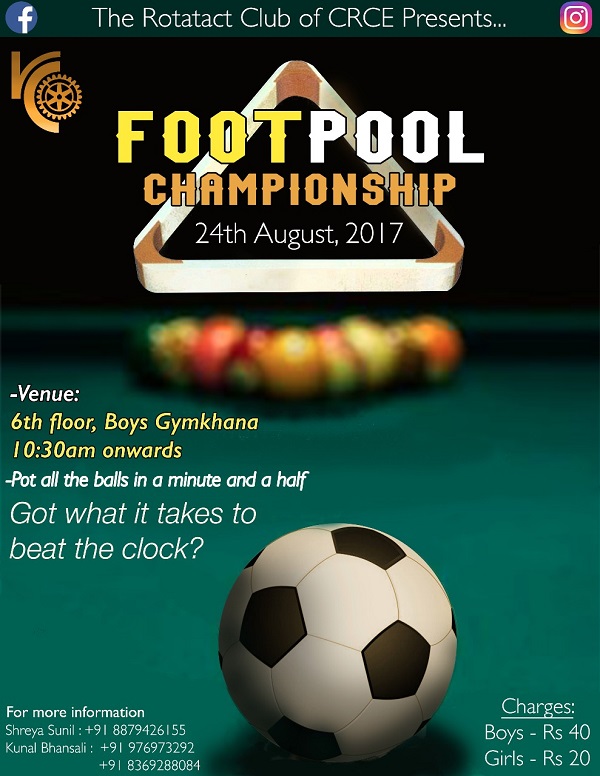 The Rotatact Club of CRCE Presents...
FOOTPOOL
CHAMPIONSHIP
24th August, 2017
-Venue:
6th floor, Boys Gymkhana
10:30am onwards
-Pot all the balls in a minute and a half
Got what it takes to
beat the clock?
For more information
Shreya Sunil : +91 8879426155
Kunal Bhansali : +91 976973292
+91 8369288084
Charges:
Boys - Rs 40
Girls - Rs 20